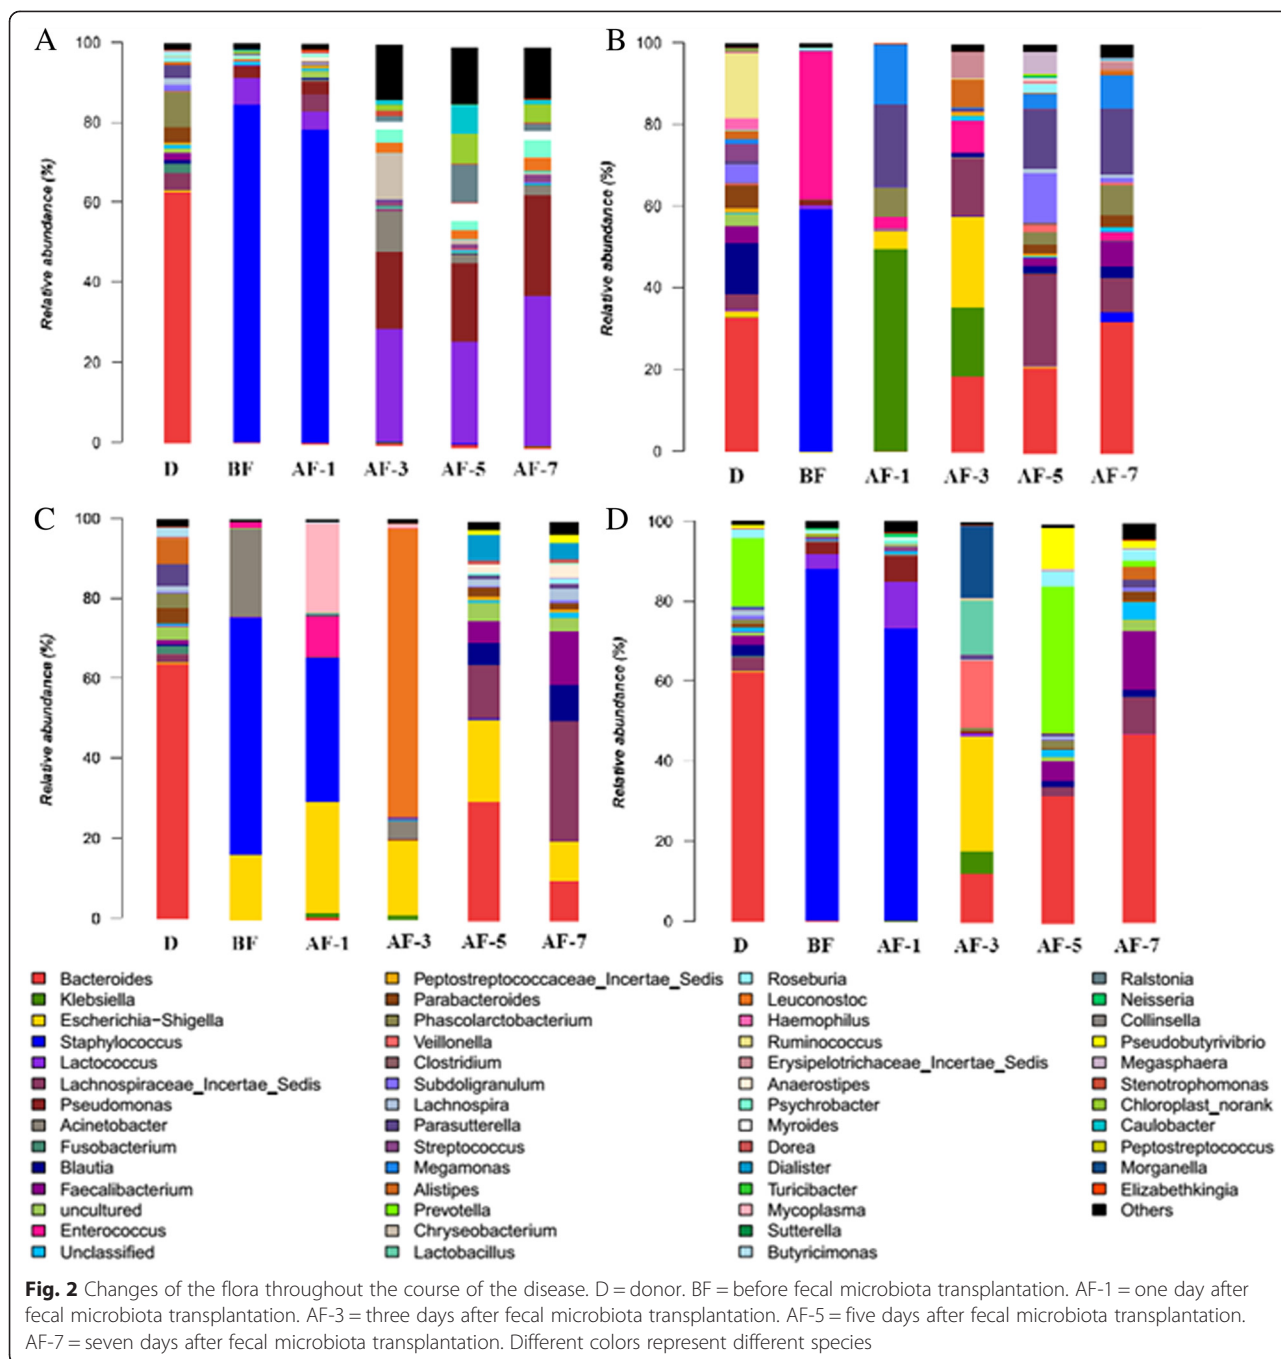 A
B
100
80
60
40
20
0
Relative abundance (%)
D BF AF-1 AF-3 AF-5 AF-7
100
80
60
40
20
0
Relative abundance (%)
D BF AF-1 AF-3 AF-5 AF-7
C
D
100
80
60
40
20
0
Relative abundance (%)
D BF AF-1 AF-3 AF-5 AF-7
100
80
60
40
20
0
Relative abundance (%)
D BF AF-1 AF-3 AF-5 AF-7
Bacteroides
Klebsiella
Escherichia-Shigella
Staphylococcus
Lactococcus
Lachnospiraceae_Incertae_Sedis
Pseudomonas
Acinetobacter
Fusobacterium
Blautia
Faecalibacterium
uncultured
Enterococcus
Unclassified
Peptostreptococcaceae_Incertae_Sedis
Parabacteroides
Phascolarctobacterium
Veillonella
Clostridium
Subdoligranulum
Lachnospira
Parasutterella
Streptococcus
Megamonas
Alistipes
Prevotella
Chryseobacterium
Lactobacillus
Roseburia
Leuconostoc
Haemophilus
Ruminococcus
Erysipelotrichaceae_Incertae_Sedis
Anaerostipes
Psychrobacter
Myroides
Dorea
Dialister
Turicibacter
Mycoplasma
Sutterella
Butyricimonas
Ralstonia
Neisseria
Collinsella
Pseudobutyrivibrio
Megasphaera
Stenotrophomonas
Chloroplast_norank
Caulobacter
Peptostreptococcus
Morganella
Elizabethkingia
Others
Fig. 2 Changes of the flora throughout the course of the disease. D = donor. BF = before fecal microbiota transplantation. AF-1 = one day after
fecal microbiota transplantation. AF-3 = three days after fecal microbiota transplantation. AF-5 = five days after fecal microbiota transplantation.
AF-7 = seven days after fecal microbiota transplantation. Different colors represent different species